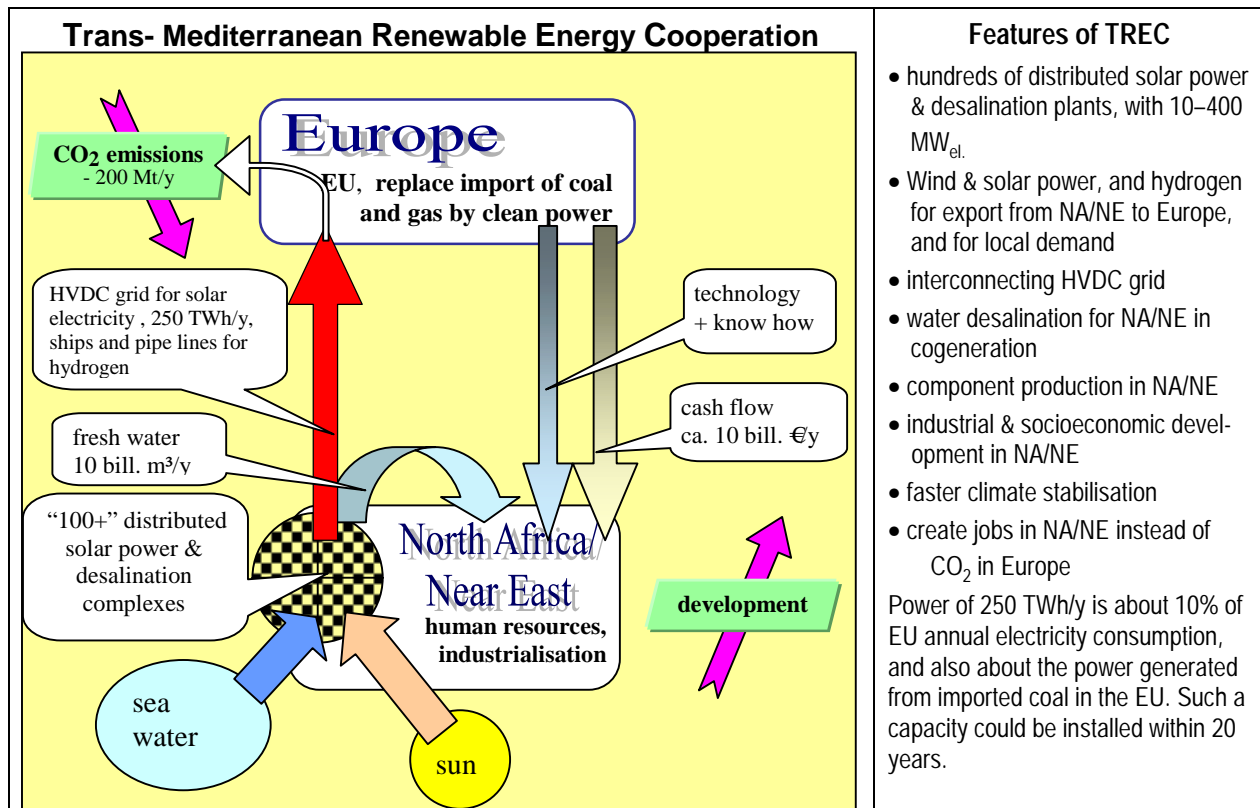 Trans- Mediterranean Renewable Energy Cooperation
Europe
EU, replace import of coal
and gas by clean power
CO2 emissions
- 200 Mt/y
HVDC grid for solar
electricity , 250 TWh/y,
ships and pipe lines for
hydrogen
technology
+ know how
fresh water
10 bill. m³/y
cash flow
ca. 10 bill. €/y
“100+” distributed
solar power &
desalination
complexes
North Africa/
Near East
human resources,
industrialisation
development
sea
water
sun
Features of TREC
• hundreds of distributed solar power
& desalination plants, with 10–400
MWel.
• Wind & solar power, and hydrogen
for export from NA/NE to Europe,
and for local demand
• interconnecting HVDC grid
• water desalination for NA/NE in
cogeneration
• component production in NA/NE
• industrial & socioeconomic devel-
opment in NA/NE
• faster climate stabilisation
• create jobs in NA/NE instead of
CO2 in Europe
Power of 250 TWh/y is about 10% of
EU annual electricity consumption,
and also about the power generated
from imported coal in the EU. Such a
capacity could be installed within 20
years.